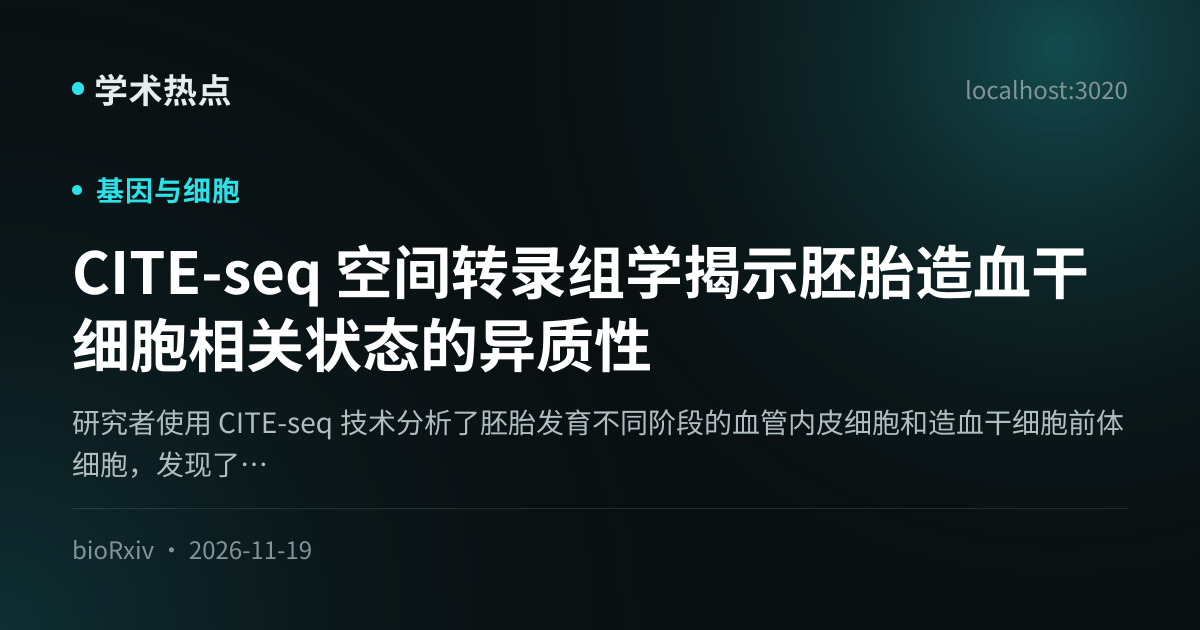 学术热点
localhost:3020
基因与细胞
CITE-seq 空间转录组学揭示胚胎造血干
细胞相关状态的异质性
研究者使用 CITE-seq 技术分析了胚胎发育不同阶段的血管内皮细胞和造血干细胞前体
细胞，发现了…
bioRxiv • 2026-11-19